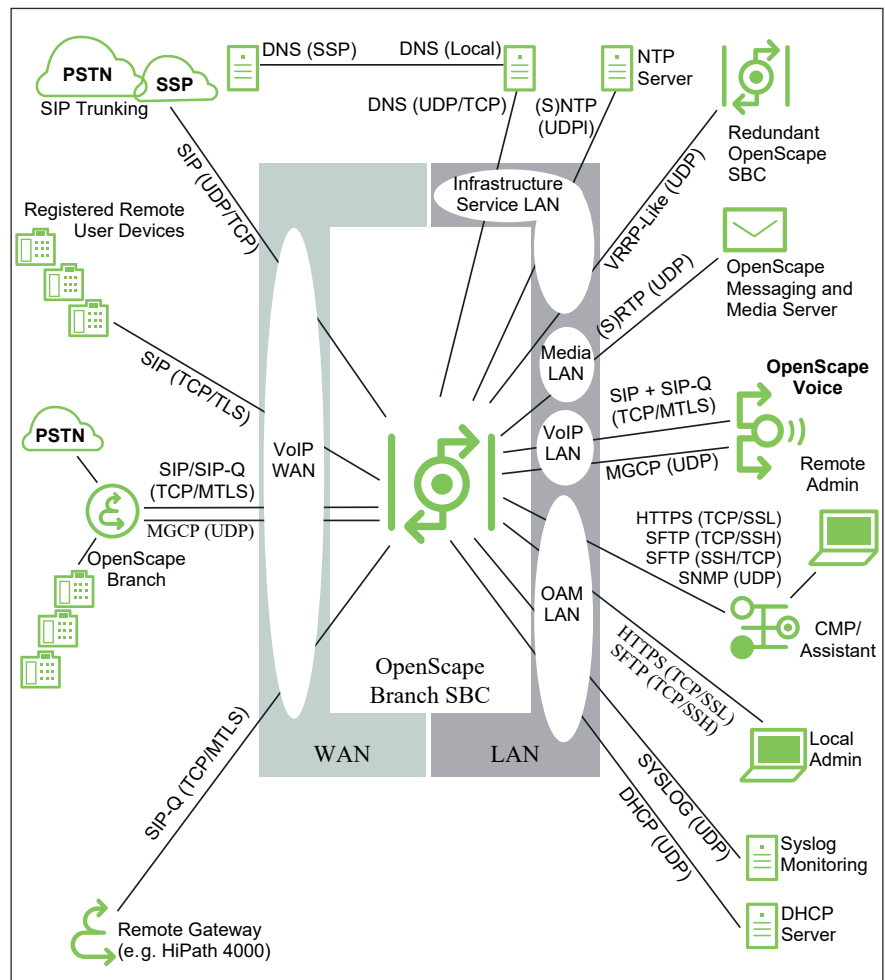 DNS (SSP)
DNS (Local)
PSTN
SSP
SIP Trunking
NTP
Server
DNS (UDP/TCP)
(S)NTP
(UDPI)
Redundant
OpenScape
SBC
SIP (UDP/TCP)
Infrastructure
Service LAN
VRRP-Like (UDP)
Registered Remote
User Devices
OpenScape
Messaging and
Media Server
(S)RTP (UDP)
SIP (TCP/TLS)
Media
LAN
OpenScape
Voice
SIP + SIP-Q
(TCP/MTLS)
PSTN
VoIP
WAN
VoIP
LAN
SIP/SIP-Q
(TCP/MTLS)
MGCP (UDP)
MGCP (UDP)
Remote
Admin
HTTPS (TCP/SSL)
SFTP (TCP/SSH)
SFTP (SSH/TCP)
SNMP (UDP)
OpenScape
Branch
OAM
LAN
CMP/
Assistant
HTTPS (TCP/SSL)
SFTP (TCP/SSH)
OpenScape
Branch SBC
WAN
LAN
Local
Admin
SIP-Q (TCP/MTLS)
SYSLOG (UDP)
DHCP (UDP)
Syslog
Monitoring
DHCP
Server
Remote Gateway
(e.g. HiPath 4000)